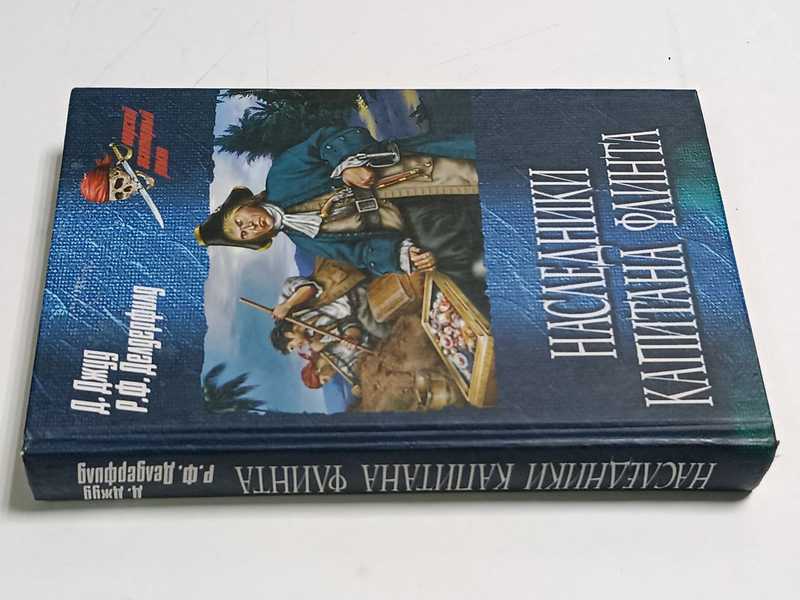 Д. Джуд
Р.Ф. Делдерфилд
НАСЛЕДНИКИ
КАПИТАНА ФЛИНТА
Д. Джуд
Р.Ф. Делдерфилд
НАСЛЕДНИКИ КАПИТАНА ФЛИНТА